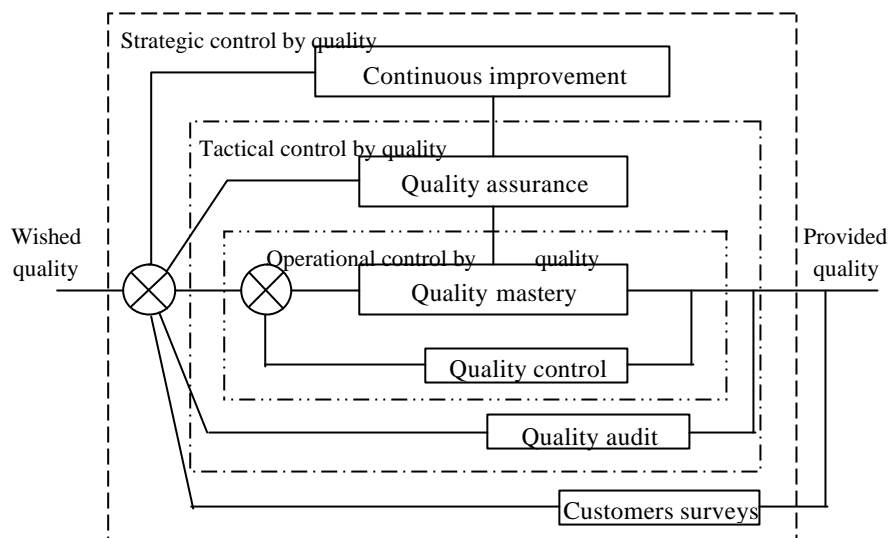 Strategic control by quality
Continuous improvement
Tactical control by quality
Quality assurance
Wished
quality
Operational control by quality
Provided
quality
Quality mastery
Quality control
Quality audit
Customers surveys